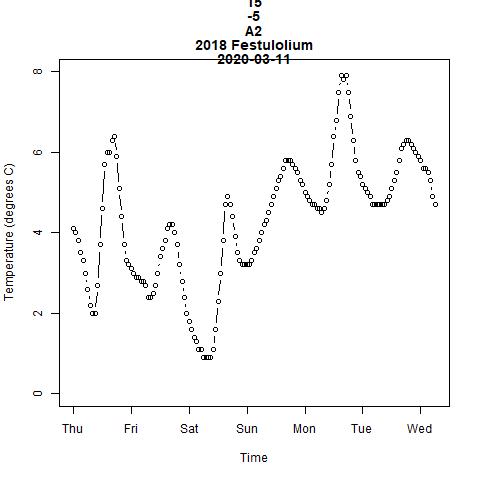 15
-5
A2
2018 Festulolium
2020-03-11
Temperature (degrees C)
8
6
4
2
0
Thu Fri Sat Sun Mon Tue Wed
Time